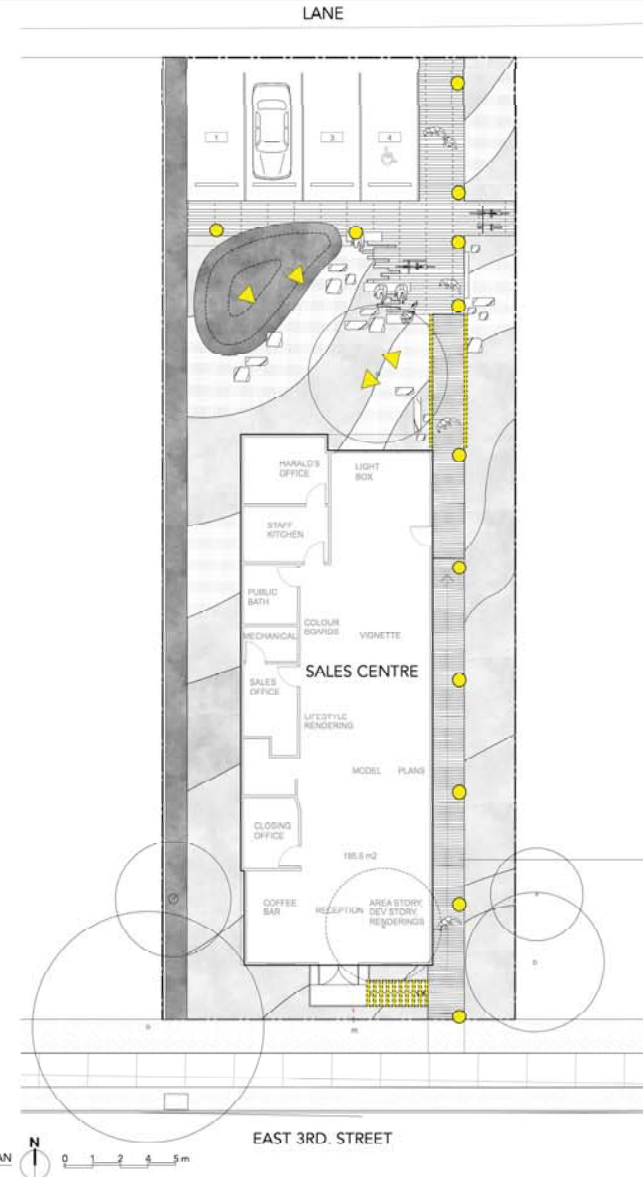 LANE
1
3
4
HARALD'S
OFFICE
LIGHT
BOX
STAFF
KITCHEN
PUBLIC
BATH
COLOUR
BOARDS
MECHANICAL
VIGNETTE
SALES CENTRE
SALES
OFFICE
LIFESTYLE
RENDERING
MODEL
PLANS
CLOSING
OFFICE
185.5 m2
COFFEE
BAR
RECEPTION
AREA STORY,
DEV STORY,
RENDERINGS
EAST 3RD. STREET
N
0 1 2 4 5 m